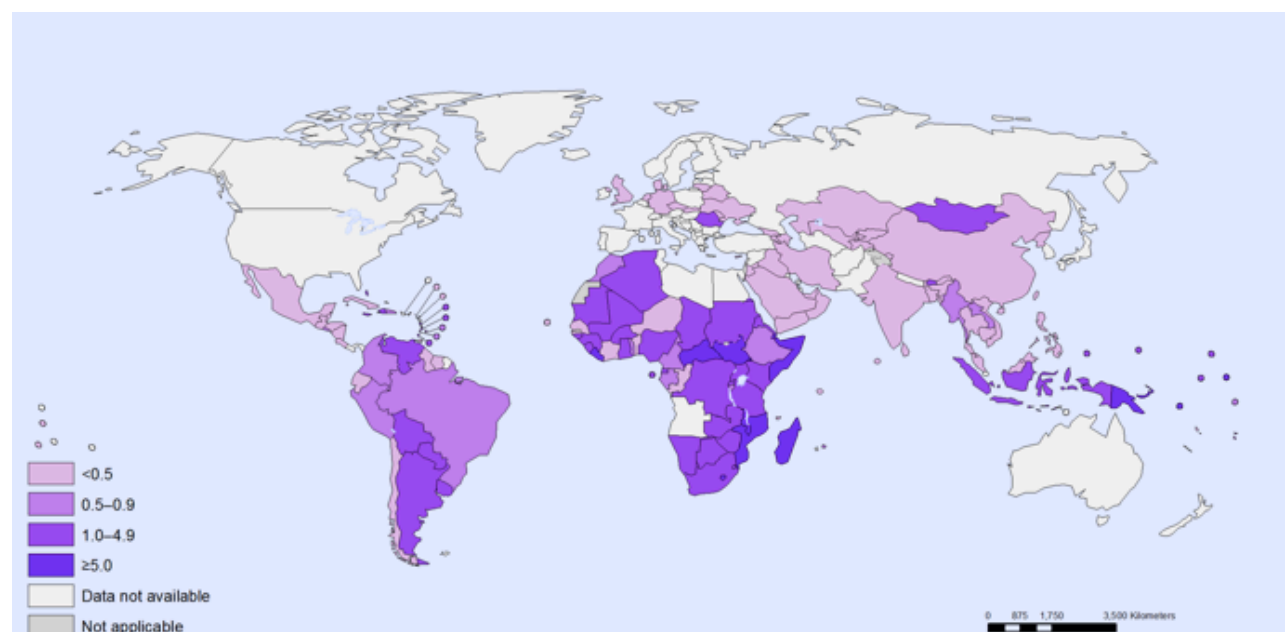 <0.5
0.5–0.9
1.0–4.9
≥5.0
Data not available
Not applicable
0 875 1,750 3,500 Kilometers